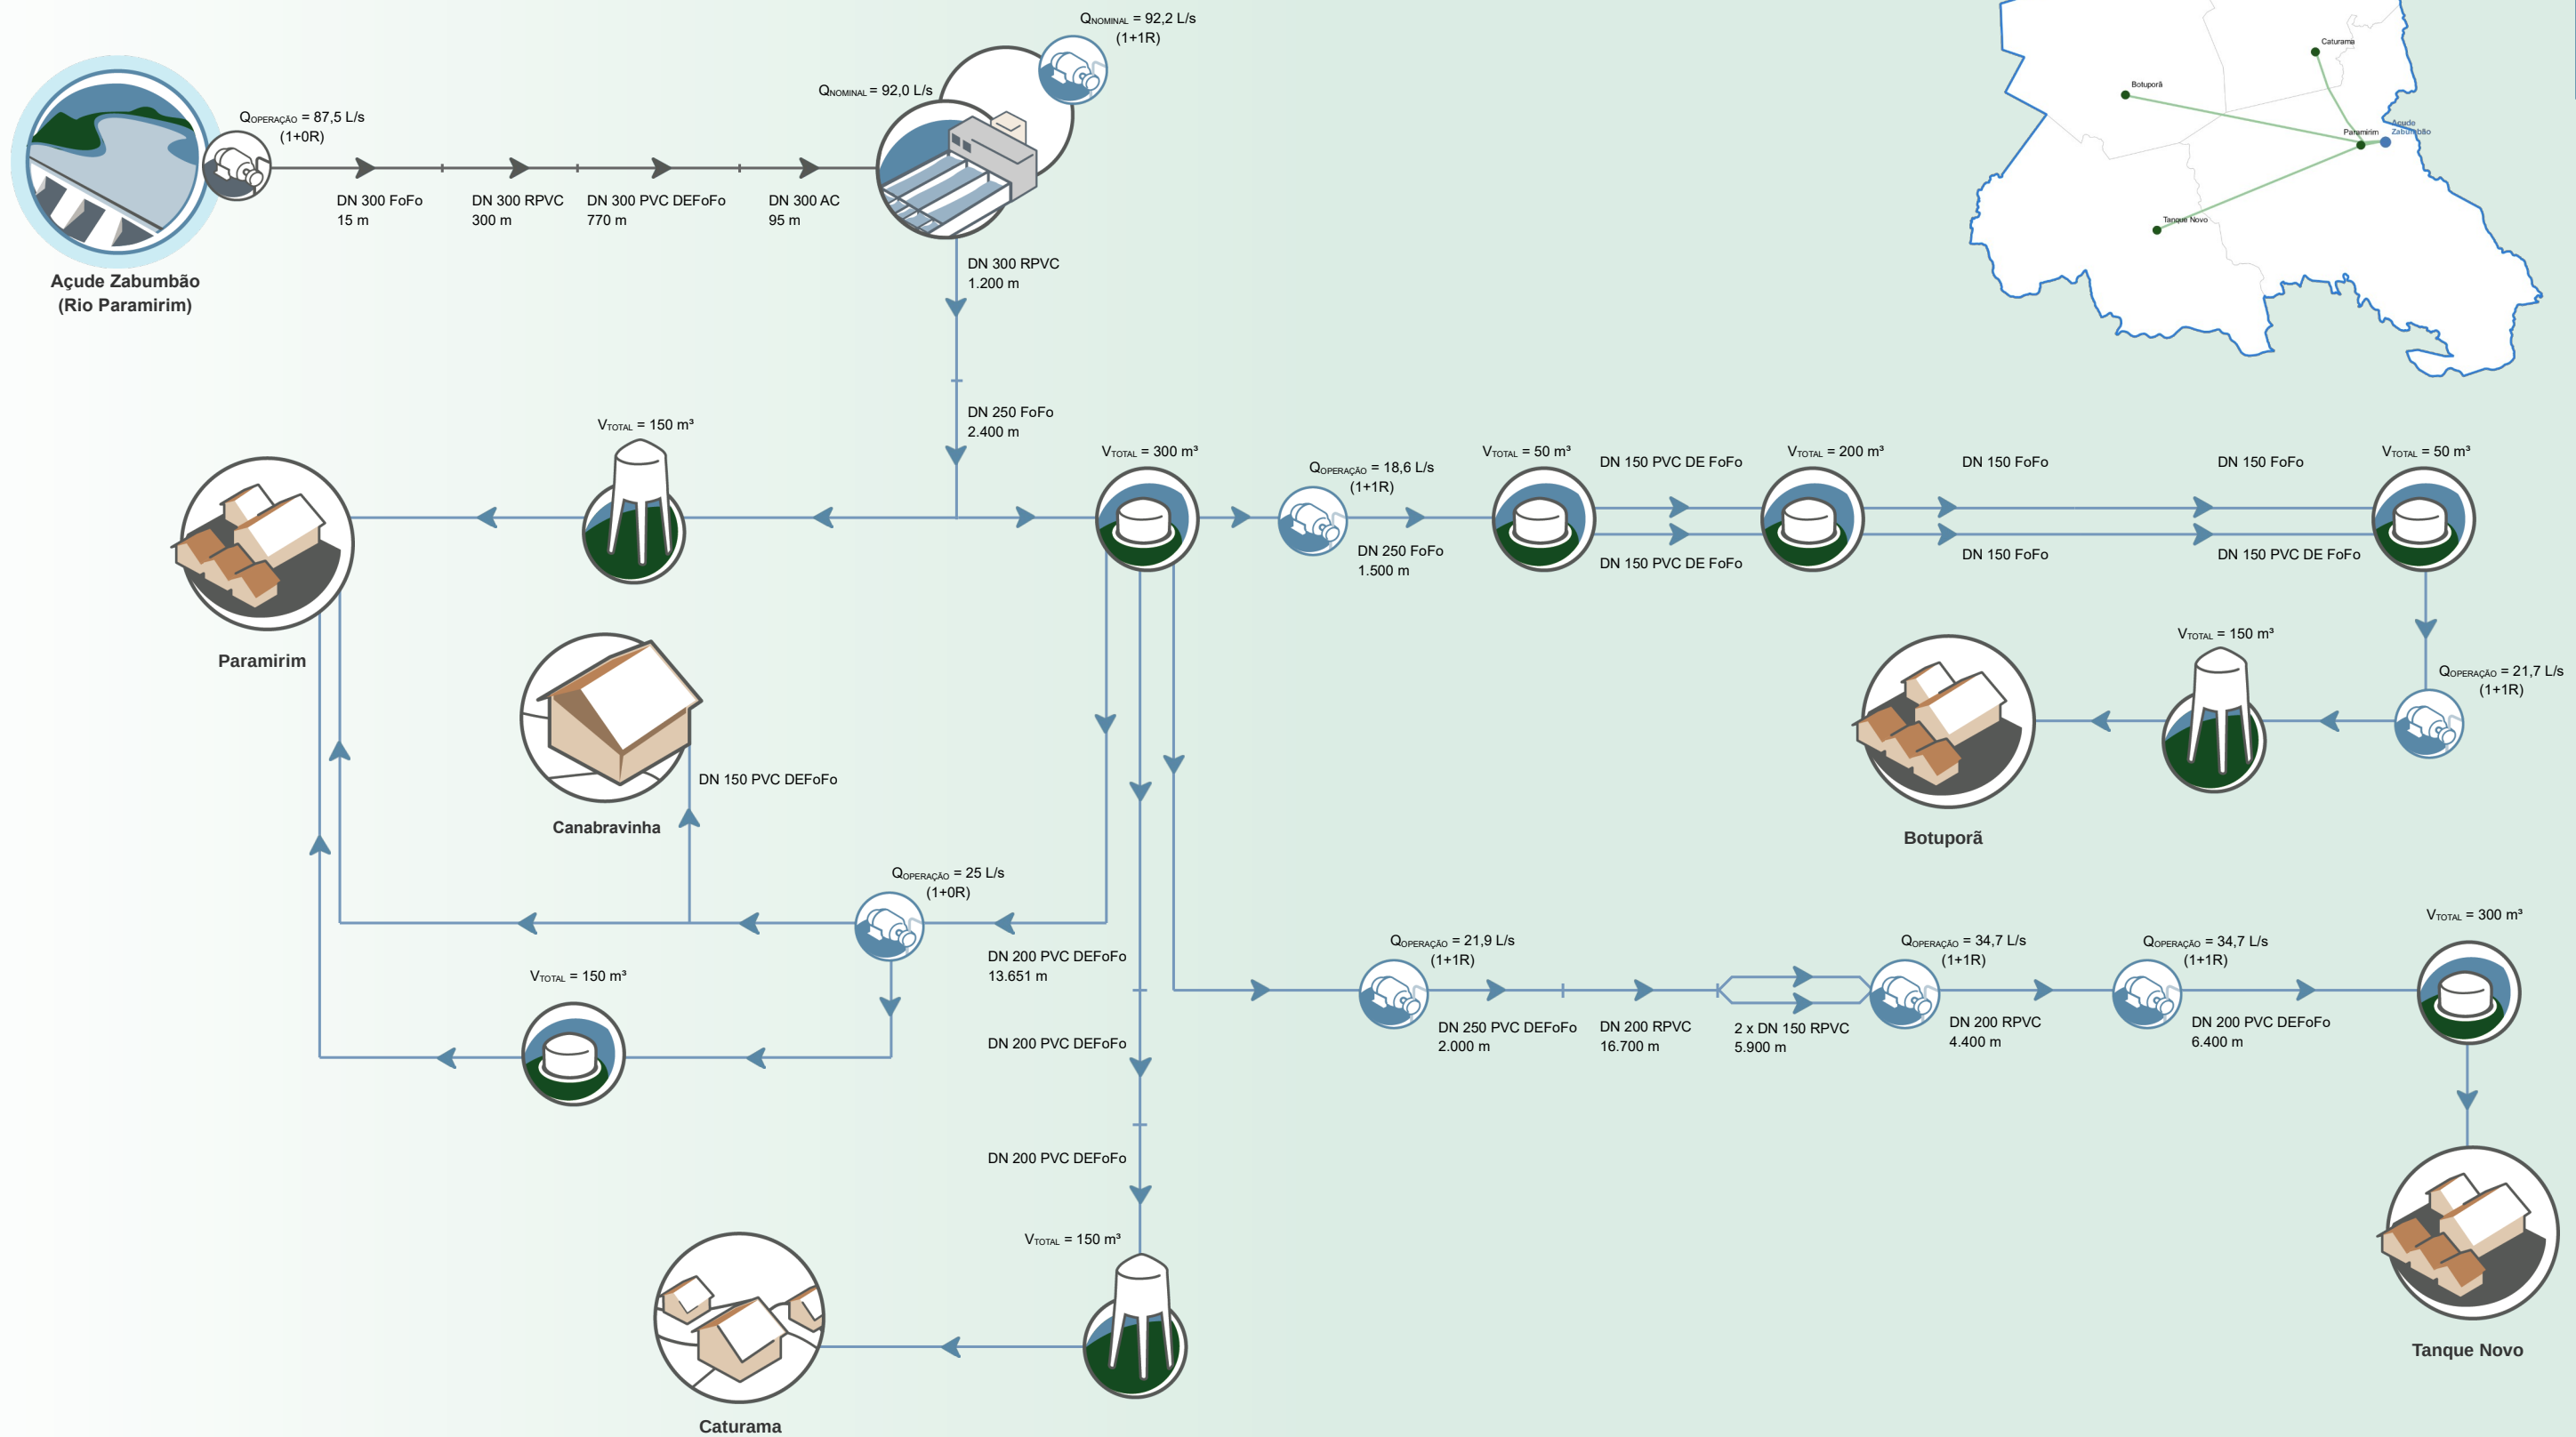 QNOMINAL = 92,2 L/s
(1+1R)
QNOMINAL = 92,0 L/s
QOPERAÇÃO = 87,5 L/s
(1+0R)
DN 300 FoFo
15 m
DN 300 RPVC
300 m
DN 300 PVC DEFoFo
770 m
DN 300 AC
95 m
Açude Zabumbão
(Rio Paramirim)
Caturama
Botuporã
Paramirim
Açude
Zabumbão
Tanque Novo
DN 300 RPVC
1.200 m
DN 250 FoFo
2.400 m
VTOTAL = 150 m³
VTOTAL = 300 m³
QOPERAÇÃO = 18,6 L/s
(1+1R)
DN 250 FoFo
1.500 m
VTOTAL = 50 m³
DN 150 PVC DE FoFo
DN 150 PVC DE FoFo
VTOTAL = 200 m³
DN 150 FoFo
DN 150 FoFo
DN 150 FoFo
DN 150 PVC DE FoFo
VTOTAL = 50 m³
Paramirim
VTOTAL = 150 m³
QOPERAÇÃO = 21,7 L/s
(1+1R)
Botuporã
DN 150 PVC DEFoFo
Canabravinha
QOPERAÇÃO = 25 L/s
(1+0R)
DN 200 PVC DEFoFo
13.651 m
VTOTAL = 150 m³
DN 200 PVC DEFoFo
DN 200 PVC DEFoFo
QOPERAÇÃO = 21,9 L/s
(1+1R)
DN 250 PVC DEFoFo
2.000 m
DN 200 RPVC
16.700 m
2 x DN 150 RPVC
5.900 m
QOPERAÇÃO = 34,7 L/s
(1+1R)
DN 200 RPVC
4.400 m
QOPERAÇÃO = 34,7 L/s
(1+1R)
DN 200 PVC DEFoFo
6.400 m
VTOTAL = 300 m³
Tanque Novo
VTOTAL = 150 m³
Caturama